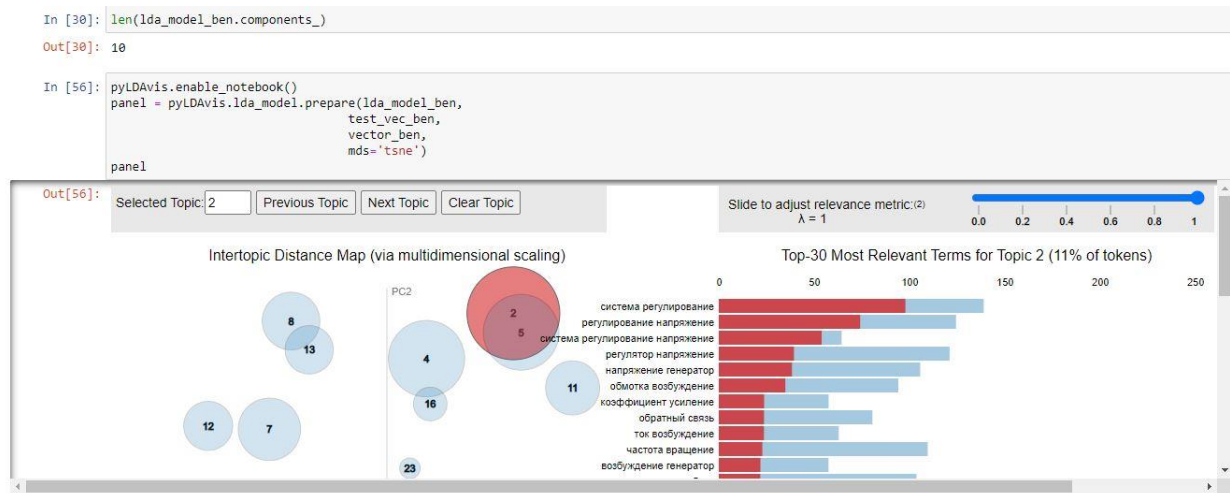 In [30]: len(lda_model_ben.components_)
Out[30]: 10
In [56]: pyLDAvis.enable_notebook()
panel = pyLDAvis.lda_model.prepare(lda_model_ben,
test_vec_ben,
vector_ben,
mds='tsne')
panel
Out[56]:
Selected Topic: 2 Previous Topic Next Topic Clear Topic
Slide to adjust relevance metric:(2)
λ = 1
0.0 0.2 0.4 0.6 0.8 1
Intertopic Distance Map (via multidimensional scaling)
PC2
2
8
5
13
4
11
16
12
7
23
Top-30 Most Relevant Terms for Topic 2 (11% of tokens)
0 50 100 150 200 250
система регулирование
регулирование напряжение
система регулирование напряжение
регулятор напряжение
напряжение генератор
обмотка возбуждение
коэффициент усиление
обратный связь
ток возбуждение
частота вращение
возбуждение генератор